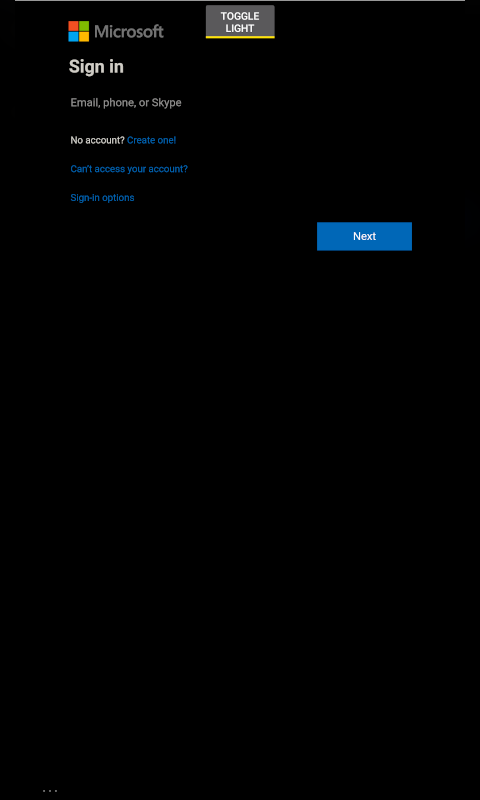 TOGGLE
LIGHT
Microsoft
Sign in
Email, phone, or Skype
No account? Create one!
Can't access your account?
Sign-in options
Next
...